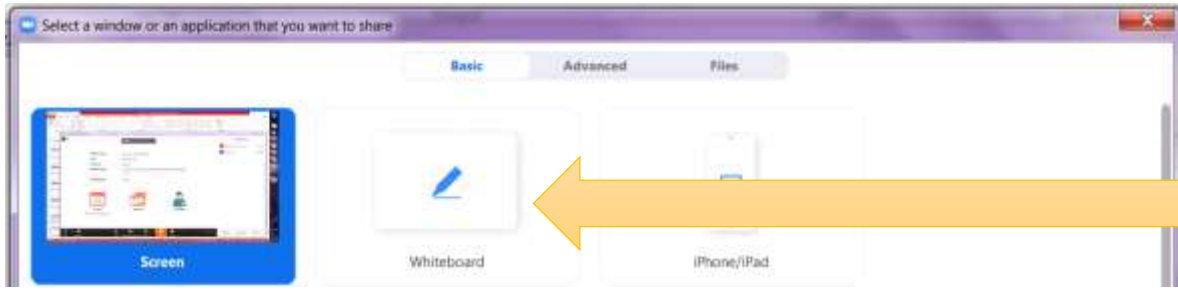 Select a window or an application that you want to share
Basic
Advanced
Files
Screen
Whiteboard
iPhone/iPad